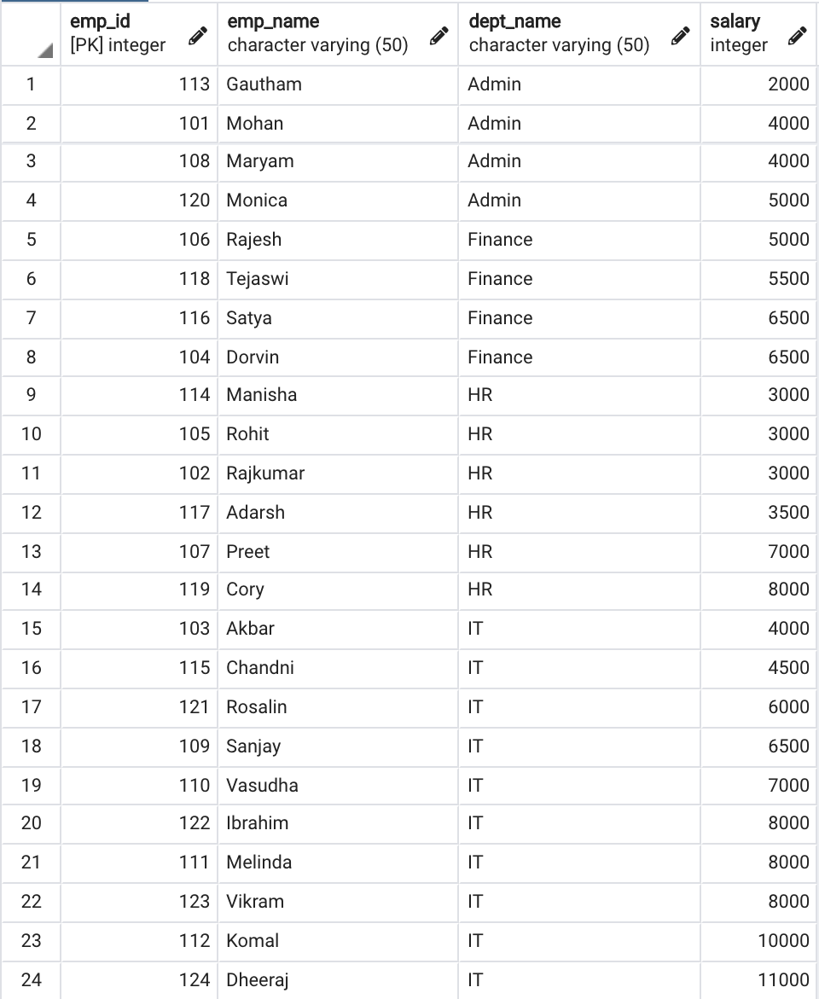 emp_id emp_name dept_name salary
[PK] integer character varying (50) character varying (50) integer
1 113 Gautham Admin 2000
2 101 Mohan Admin 4000
3 108 Maryam Admin 4000
4 120 Monica Admin 5000
5 106 Rajesh Finance 5000
6 118 Tejaswi Finance 5500
7 116 Satya Finance 6500
8 104 Dorvin Finance 6500
9 114 Manisha HR 3000
10 105 Rohit HR 3000
11 102 Rajkumar HR 3000
12 117 Adarsh HR 3500
13 107 Preet HR 7000
14 119 Cory HR 8000
15 103 Akbar IT 4000
16 115 Chandni IT 4500
17 121 Rosalin IT 6000
18 109 Sanjay IT 6500
19 110 Vasudha IT 7000
20 122 Ibrahim IT 8000
21 111 Melinda IT 8000
22 123 Vikram IT 8000
23 112 Komal IT 10000
24 124 Dheeraj IT 11000